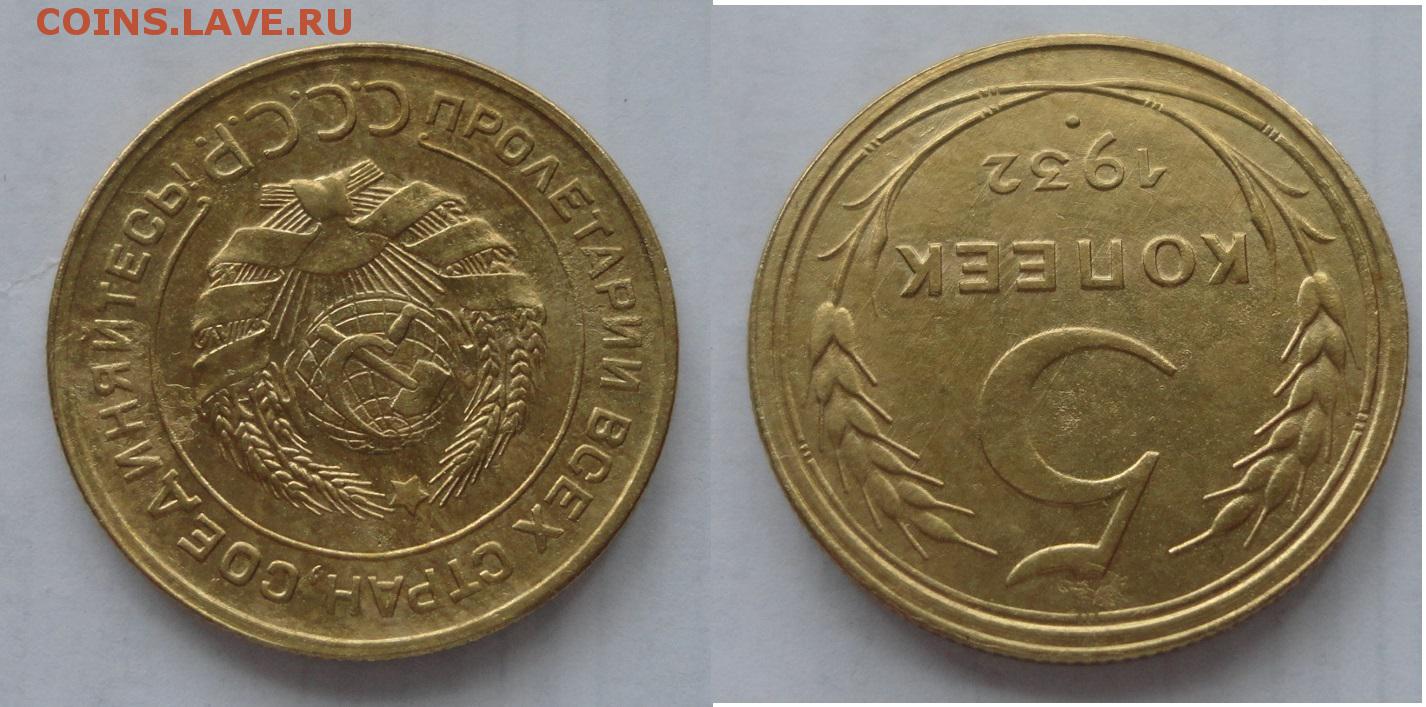 COINS.LAVE.RU
ПРОЛЕТАРИИ ВСЕХ СТРАН, СОЕДИНЯЙТЕСЬ!
С.С.С.Р.
5
КОПЕЕК
1932